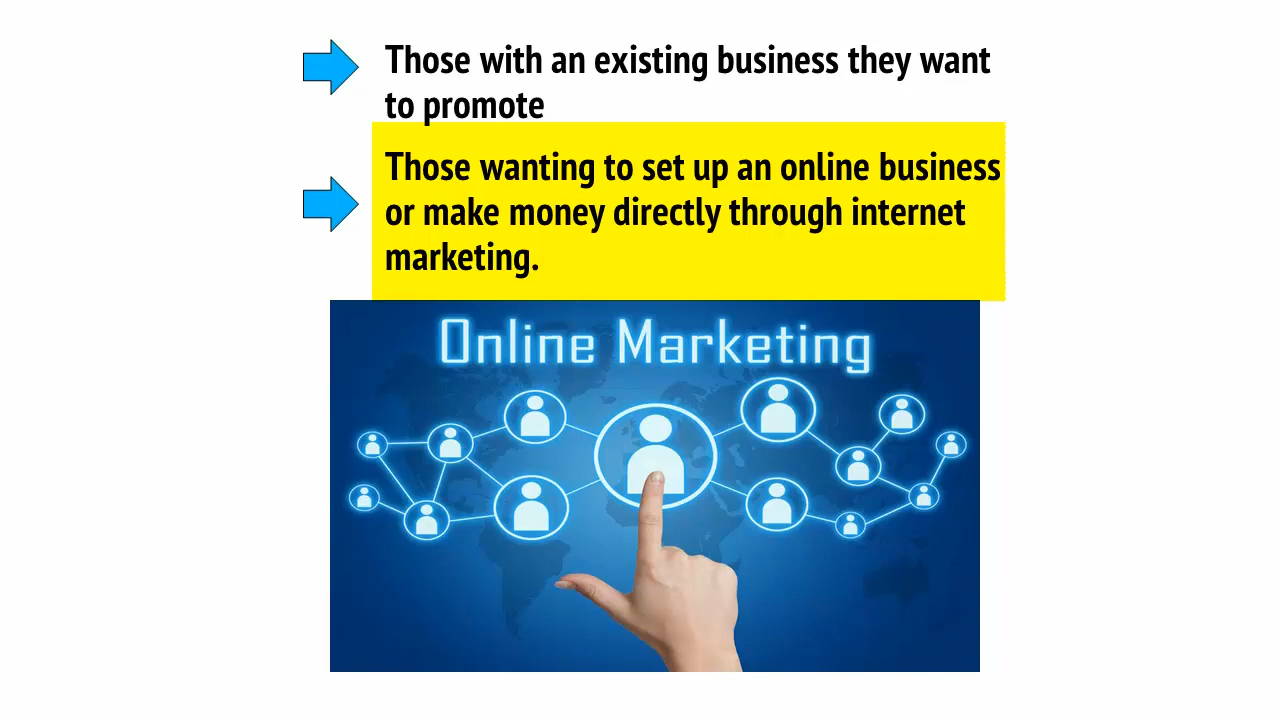 Those with an existing business they want
to promote
Those wanting to set up an online business
or make money directly through internet
marketing.
Online Marketing